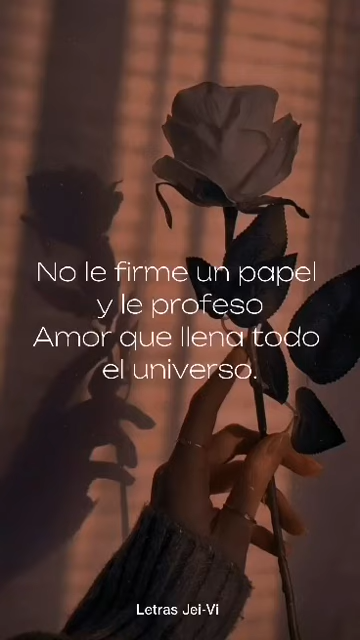 No le firme un papel
y le profeso
Amor que llena todo
el universo.
Letras Jei-Vi